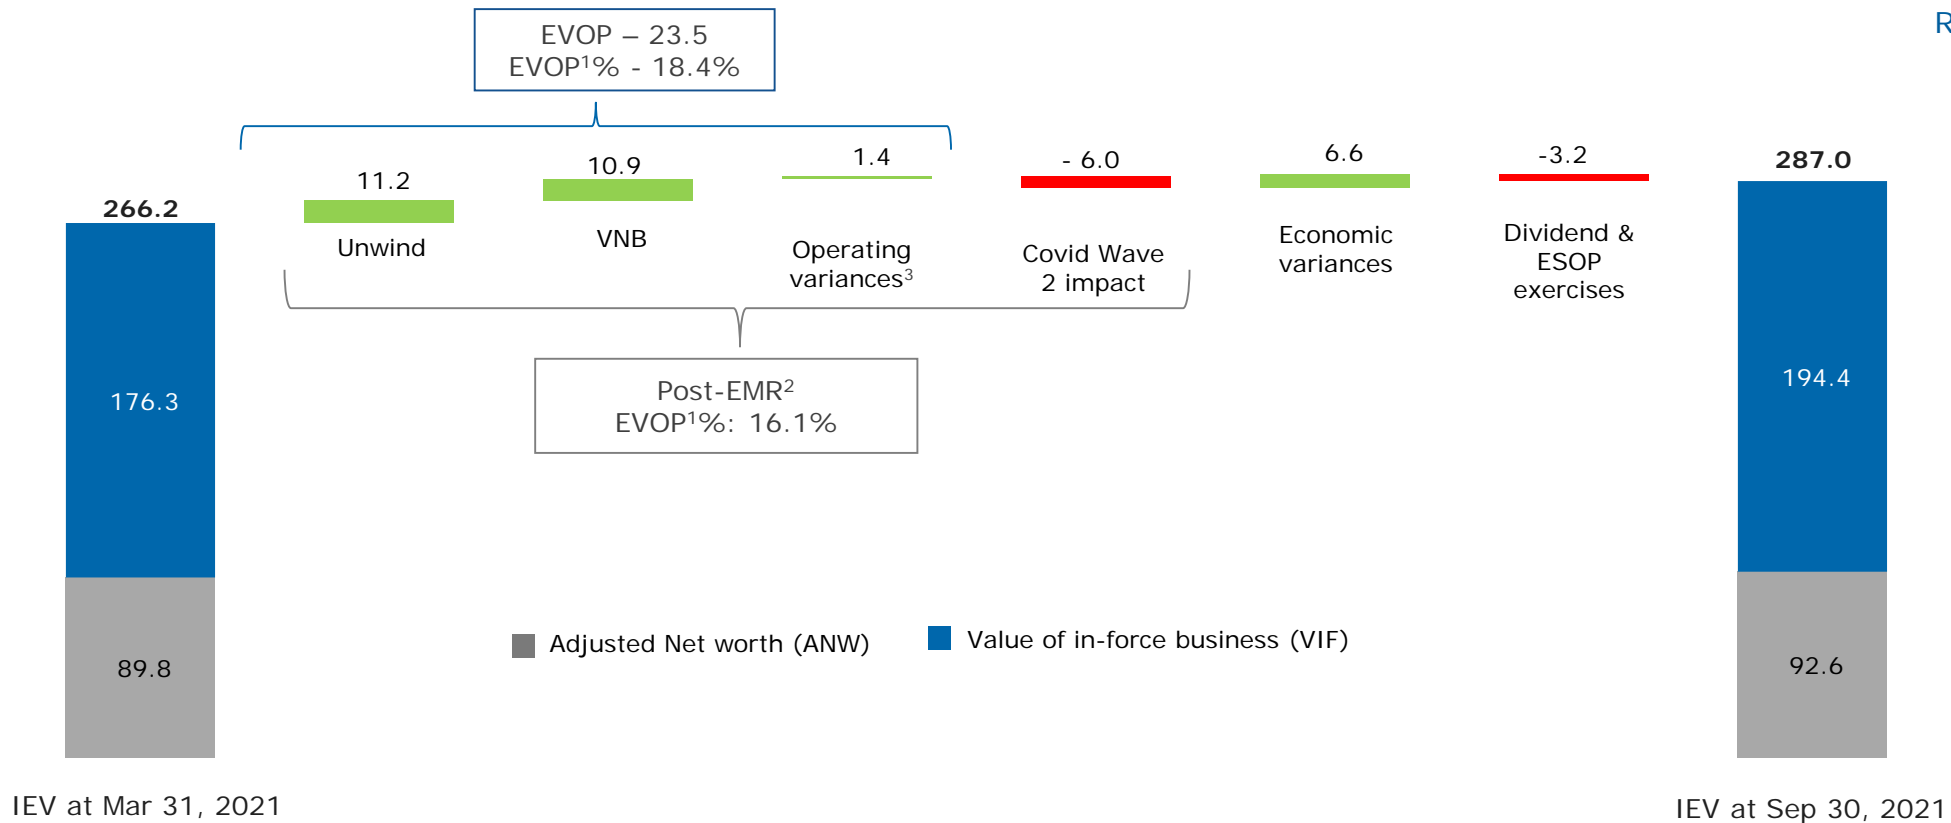 EVOP – 23.5
EVOP¹% - 18.4%
R
266.2
11.2
10.9
1.4
- 6.0
6.6
-3.2
287.0
Unwind
VNB
Operating
variances³
Covid Wave
2 impact
Economic
variances
Dividend &
ESOP
exercises
Post-EMR²
EVOP¹%: 16.1%
176.3
194.4
89.8
92.6
Adjusted Net worth (ANW)
Value of in-force business (VIF)
IEV at Mar 31, 2021
IEV at Sep 30, 2021